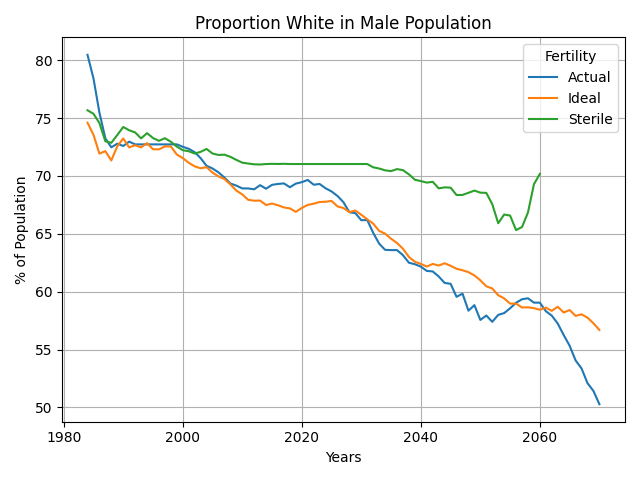 Proportion White in Male Population
80
75
70
65
60
55
50
% of Population
1980
2000
2020
2040
2060
Years
Fertility
Actual
Ideal
Sterile